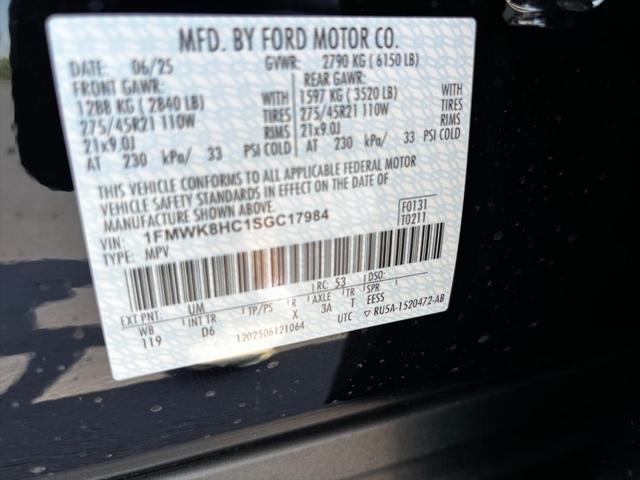 MFD. BY FORD MOTOR CO.
DATE: 06/25 GVWR: 2790 KG ( 6150 LB)
FRONT GAWR: REAR GAWR:
1288 KG ( 2840 LB) WITH 1597 KG ( 3520 LB) WITH
275/45R21 110W TIRES 275/45R21 110W TIRES
21x9.0J RIMS 21x9.0J RIMS
AT 230 kPa/ 33 PSI COLD AT 230 kPa/ 33 PSI COLD
THIS VEHICLE CONFORMS TO ALL APPLICABLE FEDERAL MOTOR
VEHICLE SAFETY STANDARDS IN EFFECT ON THE DATE OF
MANUFACTURE SHOWN ABOVE.
F0131
VIN: 1FMWK8HC1SGC17984 T0211
TYPE: MPV
EXT PNT: UM RC: 53 DSO:
WB INT TR TP/PS R AXLE TR SPR
119 D6 X 3A T EESS
1202506121064 UTC ▽ RU5A-1520472-AB